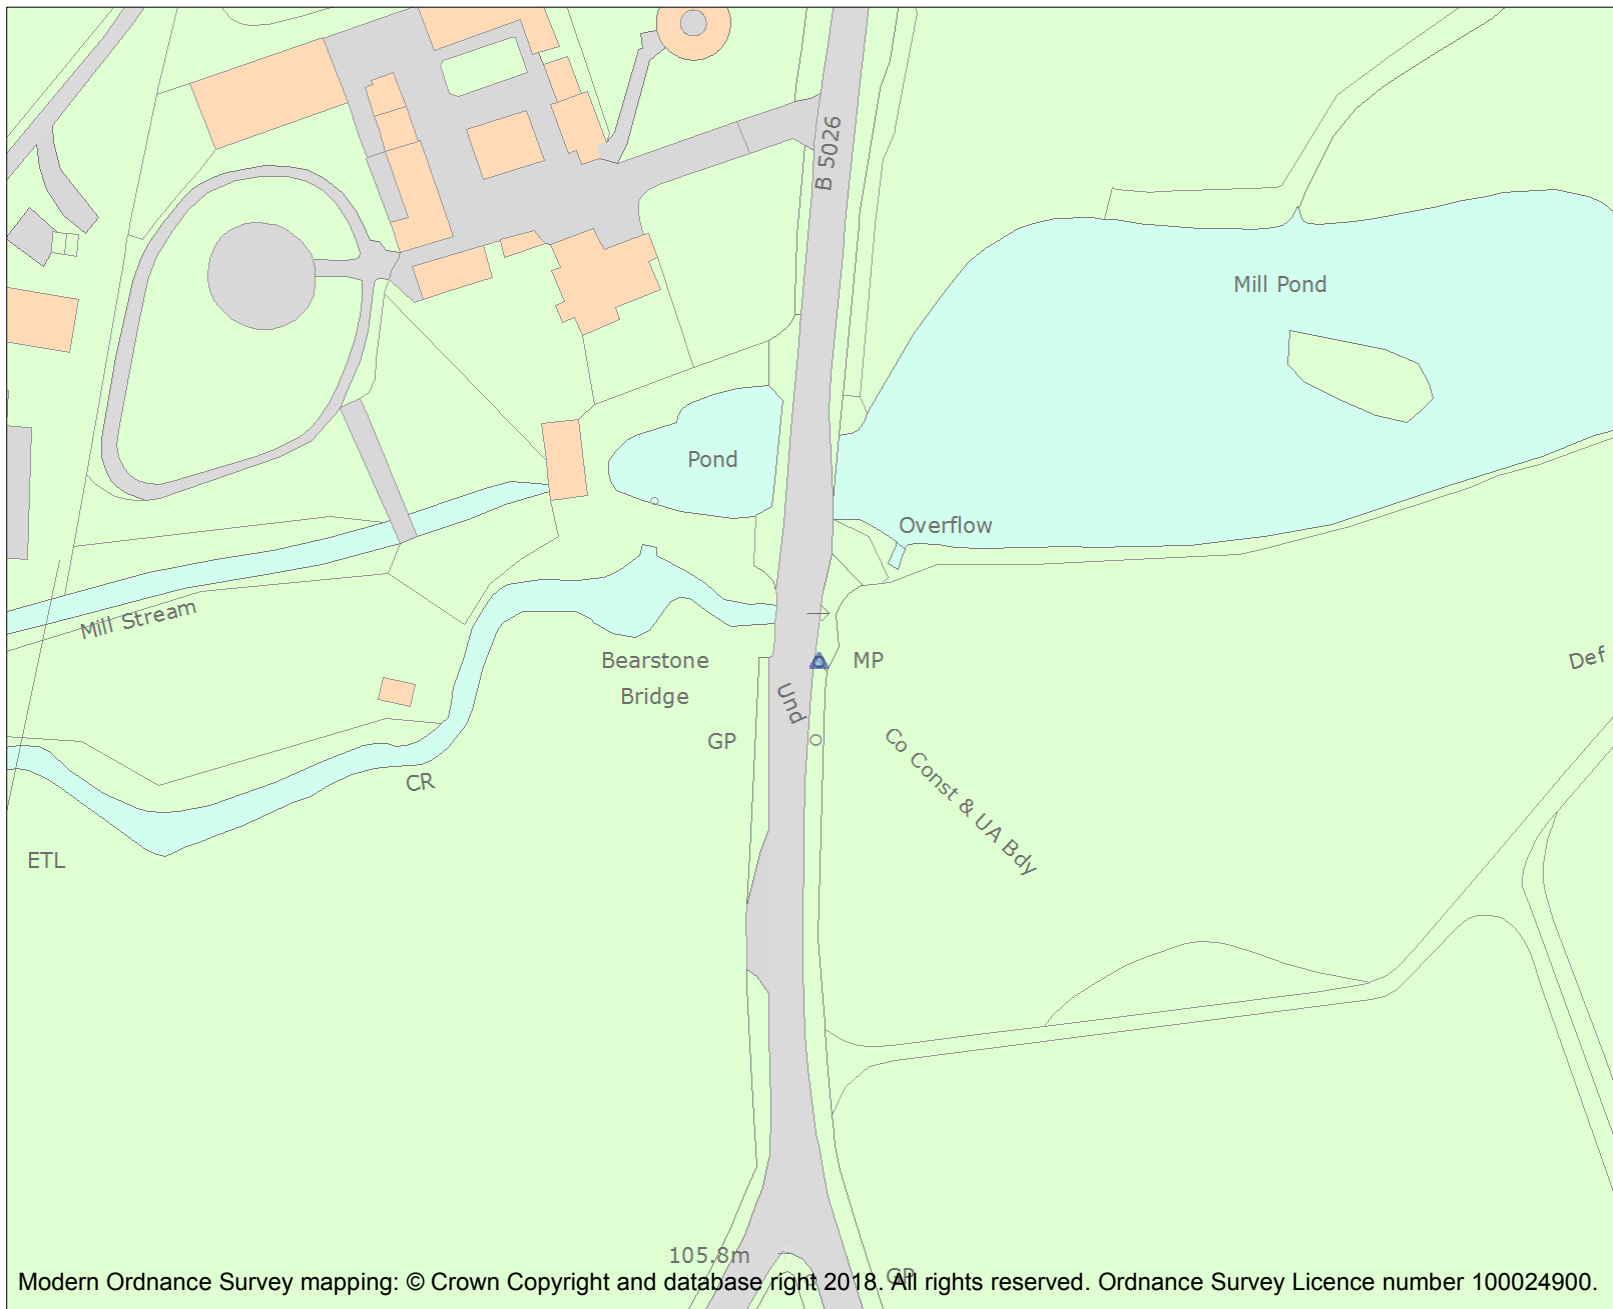 B 5026
Mill Pond
Pond
Overflow
Mill Stream
Bearstone
Bridge
MP
Def
Und
GP
Co Const & UA Bdy
CR
ETL
105.8m
GP
Modern Ordnance Survey mapping: © Crown Copyright and database right 2018. All rights reserved. Ordnance Survey Licence number 100024900.